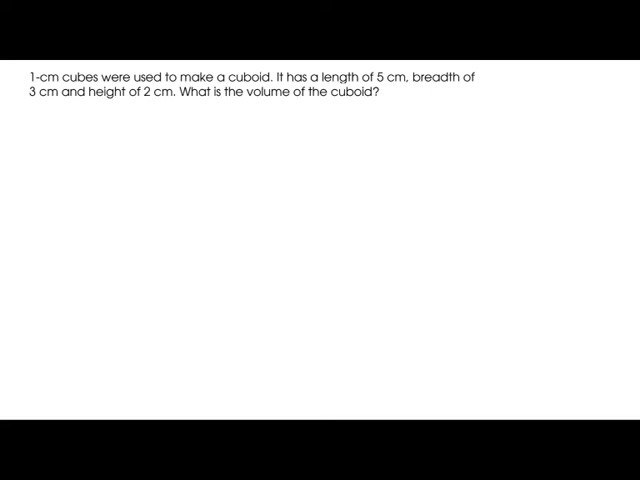 1-cm cubes were used to make a cuboid. It has a length of 5 cm, breadth of
3 cm and height of 2 cm. What is the volume of the cuboid?